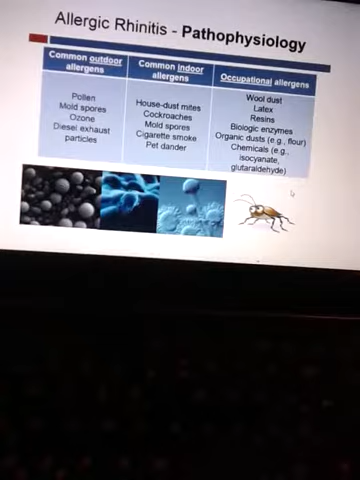 Allergic Rhinitis - Pathophysiology
Common outdoor
allergens
Pollen
Mold spores
Ozone
Diesel exhaust
particles
Common Indoor
allergens
House-dust mites
Cockroaches
Mold spores
Cigarette smoke
Pet dander
Occupational allergens
Wool dust
Latex
Resins
Biologic enzymes
Organic dusts (e.g., flour)
Chemicals (e.g.,
isocyanate,
glutaraldehyde)